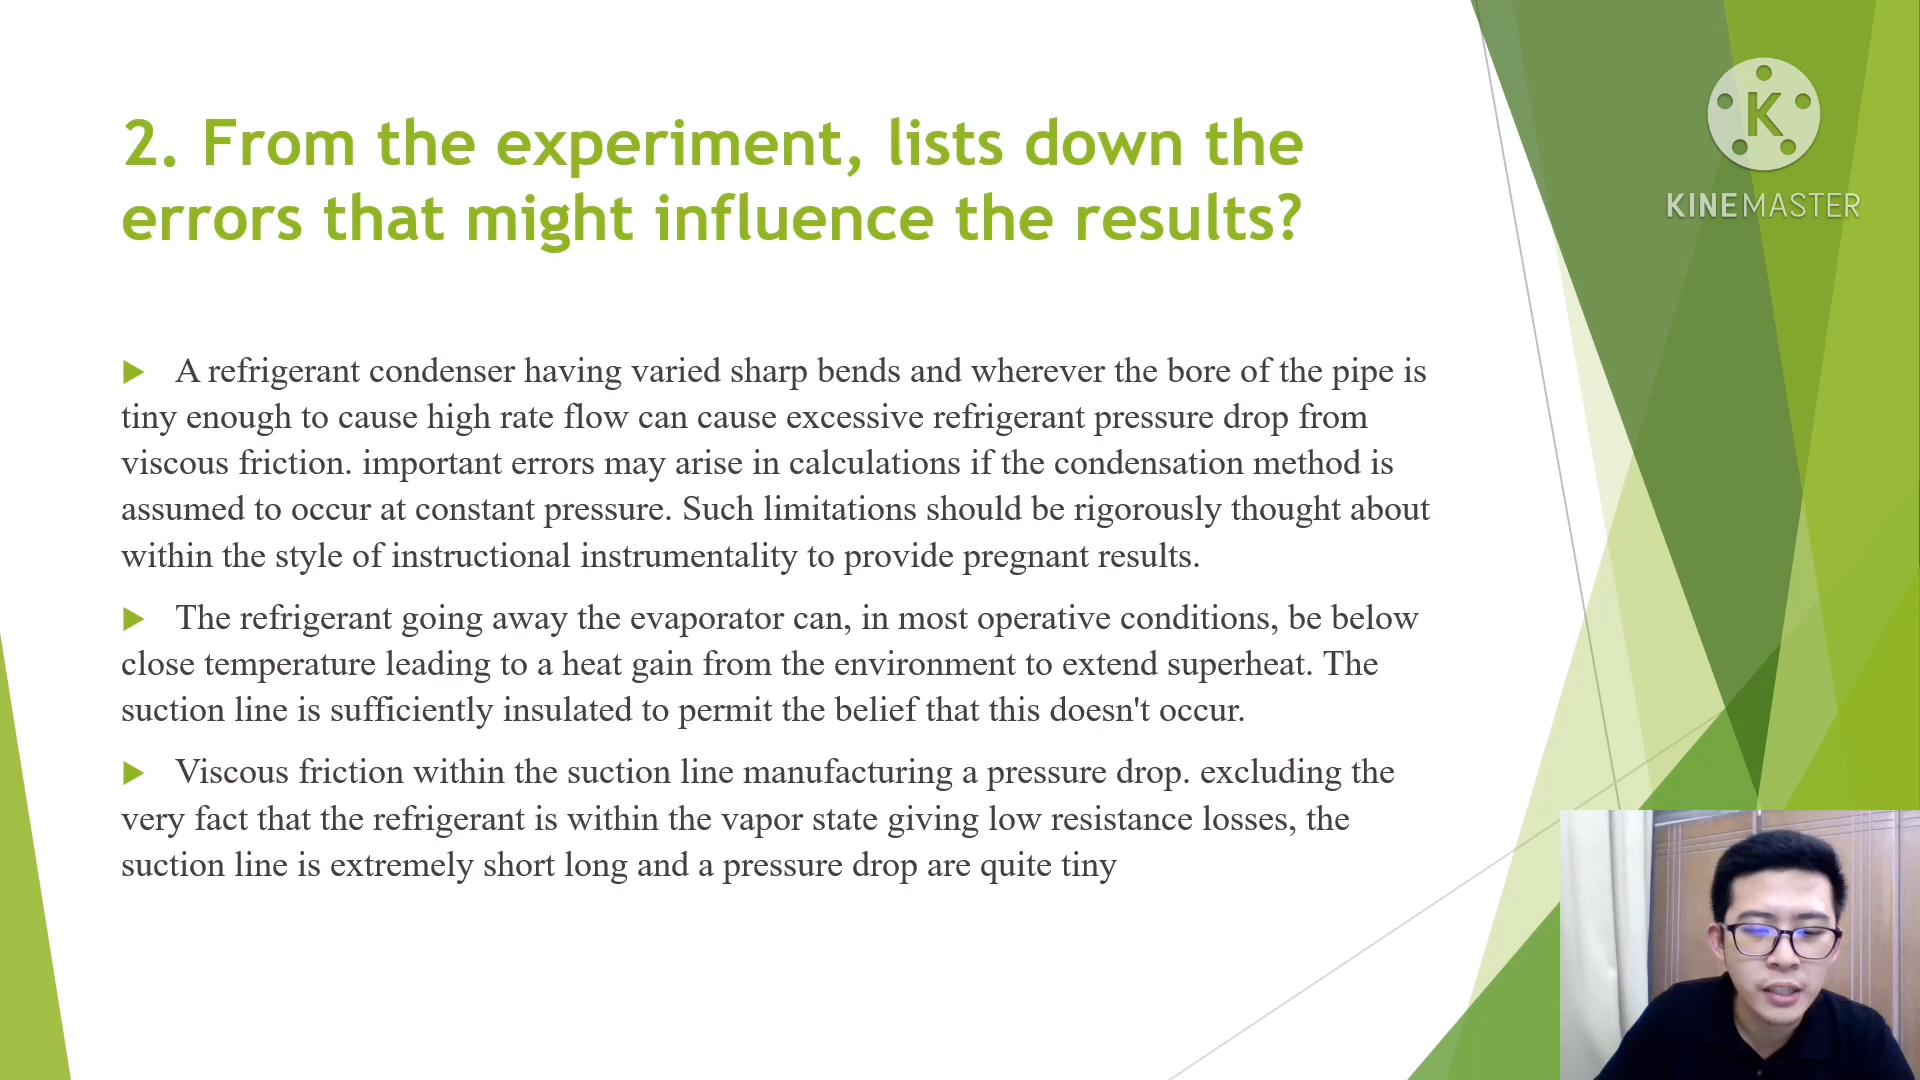 2. From the experiment, lists down the
errors that might influence the results?
A refrigerant condenser having varied sharp bends and wherever the bore of the pipe is
tiny enough to cause high rate flow can cause excessive refrigerant pressure drop from
viscous friction. important errors may arise in calculations if the condensation method is
assumed to occur at constant pressure. Such limitations should be rigorously thought about
within the style of instructional instrumentality to provide pregnant results.
The refrigerant going away the evaporator can, in most operative conditions, be below
close temperature leading to a heat gain from the environment to extend superheat. The
suction line is sufficiently insulated to permit the belief that this doesn't occur.
Viscous friction within the suction line manufacturing a pressure drop. excluding the
very fact that the refrigerant is within the vapor state giving low resistance losses, the
suction line is extremely short long and a pressure drop are quite tiny
K
KINEMASTER